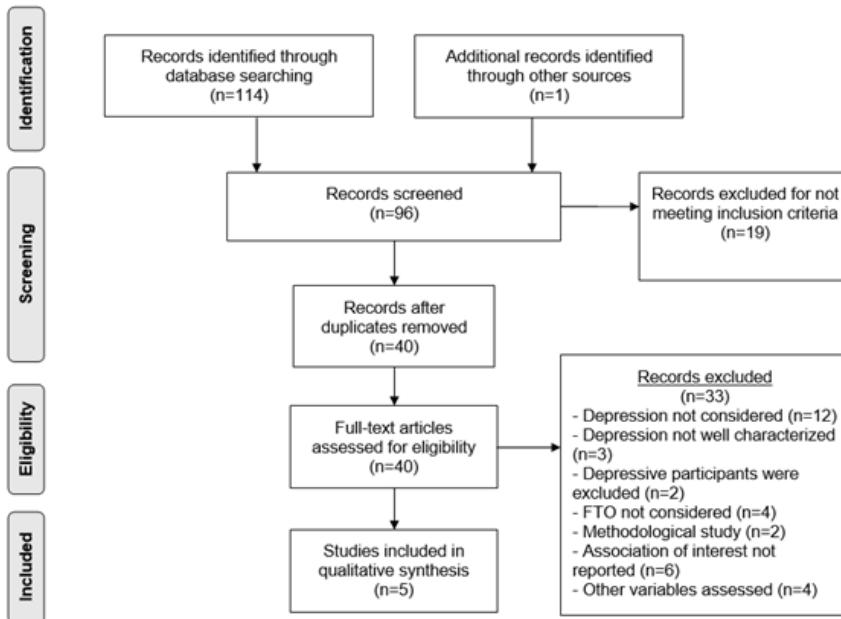 Identification
Records identified through
database searching
(n=114)
Additional records identified
through other sources
(n=1)
Screening
Records screened
(n=96)
Records excluded for not
meeting inclusion criteria
(n=19)
Records after
duplicates removed
(n=40)
Eligibility
Full-text articles
assessed for eligibility
(n=40)
Records excluded
(n=33)
- Depression not considered (n=12)
- Depression not well characterized
(n=3)
- Depressive participants were
excluded (n=2)
- FTO not considered (n=4)
- Methodological study (n=2)
- Association of interest not
reported (n=6)
- Other variables assessed (n=4)
Included
Studies included in
qualitative synthesis
(n=5)